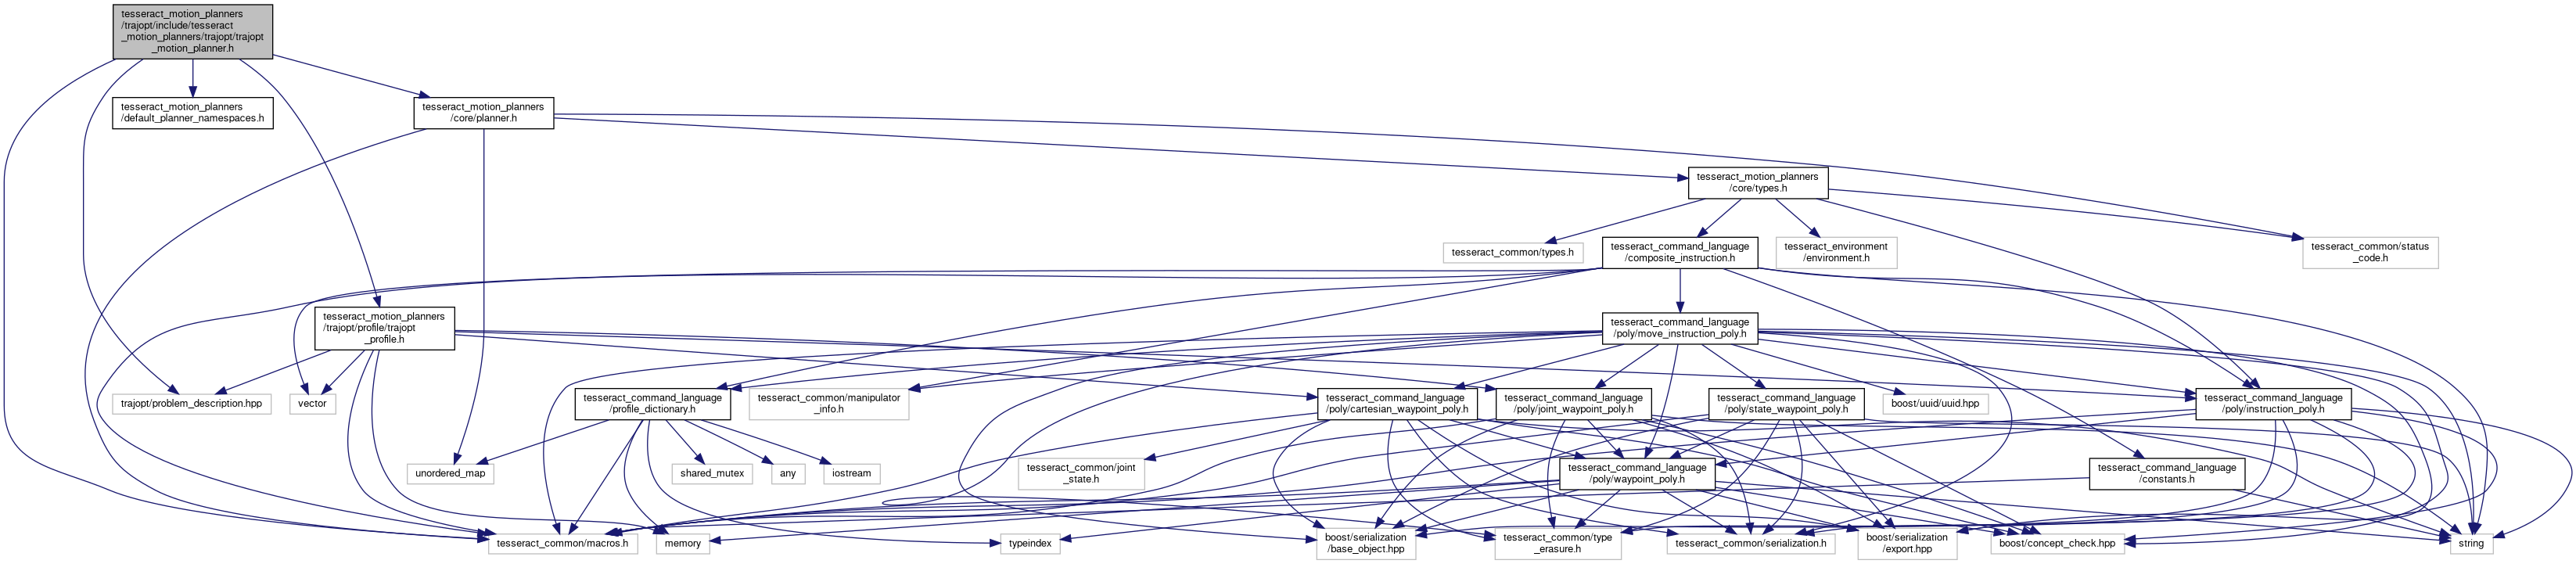 tesseract_motion_planners
/trajopt/include/tesseract
_motion_planners/trajopt/trajopt
_motion_planner.h
tesseract_motion_planners
/default_planner_namespaces.h
tesseract_motion_planners
/core/planner.h
tesseract_motion_planners
/core/types.h
tesseract_common/types.h
tesseract_command_language
/composite_instruction.h
tesseract_environment
/environment.h
tesseract_common/status
_code.h
tesseract_motion_planners
/trajopt/profile/trajopt
_profile.h
tesseract_command_language
/poly/move_instruction_poly.h
trajopt/problem_description.hpp
vector
tesseract_command_language
/profile_dictionary.h
tesseract_common/manipulator
_info.h
tesseract_command_language
/poly/cartesian_waypoint_poly.h
tesseract_command_language
/poly/joint_waypoint_poly.h
tesseract_command_language
/poly/state_waypoint_poly.h
boost/uuid/uuid.hpp
tesseract_command_language
/poly/instruction_poly.h
unordered_map
shared_mutex
any
iostream
tesseract_common/joint
_state.h
tesseract_command_language
/poly/waypoint_poly.h
tesseract_command_language
/constants.h
tesseract_common/macros.h
memory
typeindex
boost/serialization
/base_object.hpp
tesseract_common/type
_erasure.h
tesseract_common/serialization.h
boost/serialization
/export.hpp
boost/concept_check.hpp
string